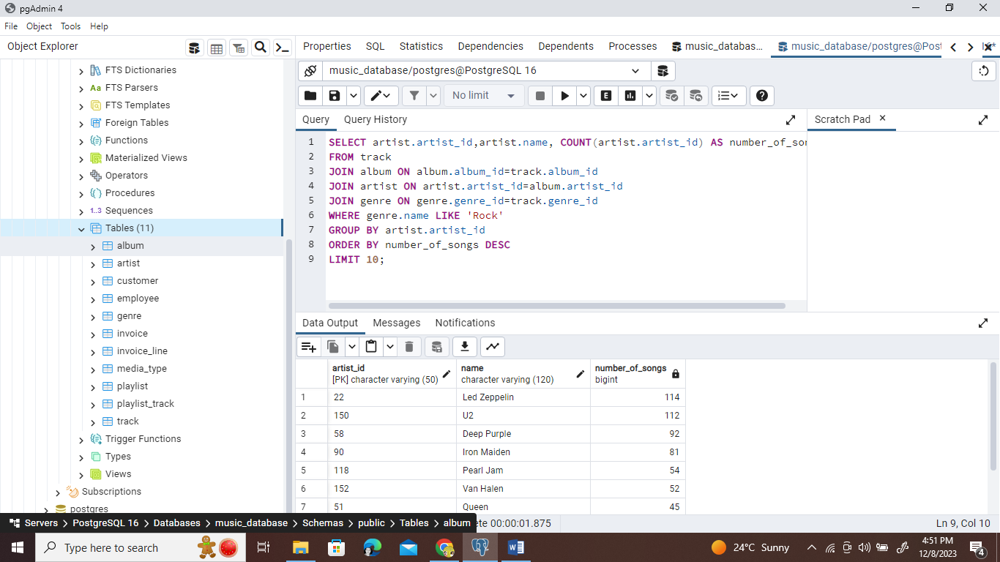 pgAdmin 4
File Object Tools Help
Object Explorer
Properties SQL Statistics Dependencies Dependents Processes music_databas... music_database/postgres@Post
FTS Dictionaries
Aa FTS Parsers
FTS Templates
Foreign Tables
Functions
Materialized Views
Operators
Procedures
1..3 Sequences
Tables (11)
album
artist
customer
employee
genre
invoice
invoice_line
media_type
playlist
playlist_track
track
Trigger Functions
Types
Views
Subscriptions
postgres
music_database/postgres@PostgreSQL 16
No limit
E
Query Query History
Scratch Pad
1 SELECT artist.artist_id,artist.name, COUNT(artist.artist_id) AS number_of_son
2 FROM track
3 JOIN album ON album.album_id=track.album_id
4 JOIN artist ON artist.artist_id=album.artist_id
5 JOIN genre ON genre.genre_id=track.genre_id
6 WHERE genre.name LIKE 'Rock'
7 GROUP BY artist.artist_id
8 ORDER BY number_of_songs DESC
9 LIMIT 10;
Data Output Messages Notifications
artist_id name number_of_songs
[PK] character varying (50) character varying (120) bigint
1 22 Led Zeppelin 114
2 150 U2 112
3 58 Deep Purple 92
4 90 Iron Maiden 81
5 118 Pearl Jam 54
6 152 Van Halen 52
7 51 Queen 45
Servers > PostgreSQL 16 > Databases > music_database > Schemas > public > Tables > album
ete 00:00:01.875
Ln 9, Col 10
Type here to search
24°C Sunny
4:51 PM
12/8/2023
4